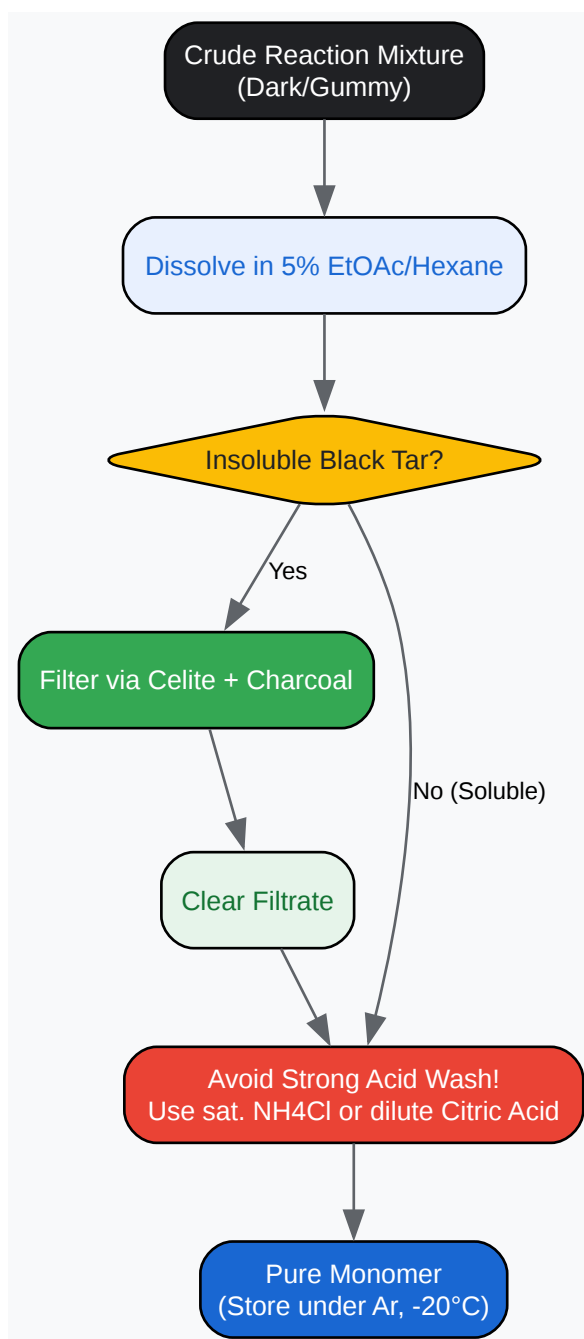 Crude Reaction Mixture
(Dark/Gummy)
Dissolve in 5% EtOAc/Hexane
Insoluble Black Tar?
Yes
Filter via Celite + Charcoal
No (Soluble)
Clear Filtrate
Avoid Strong Acid Wash!
Use sat. NH4Cl or dilute Citric Acid
Pure Monomer
(Store under Ar, -20°C)